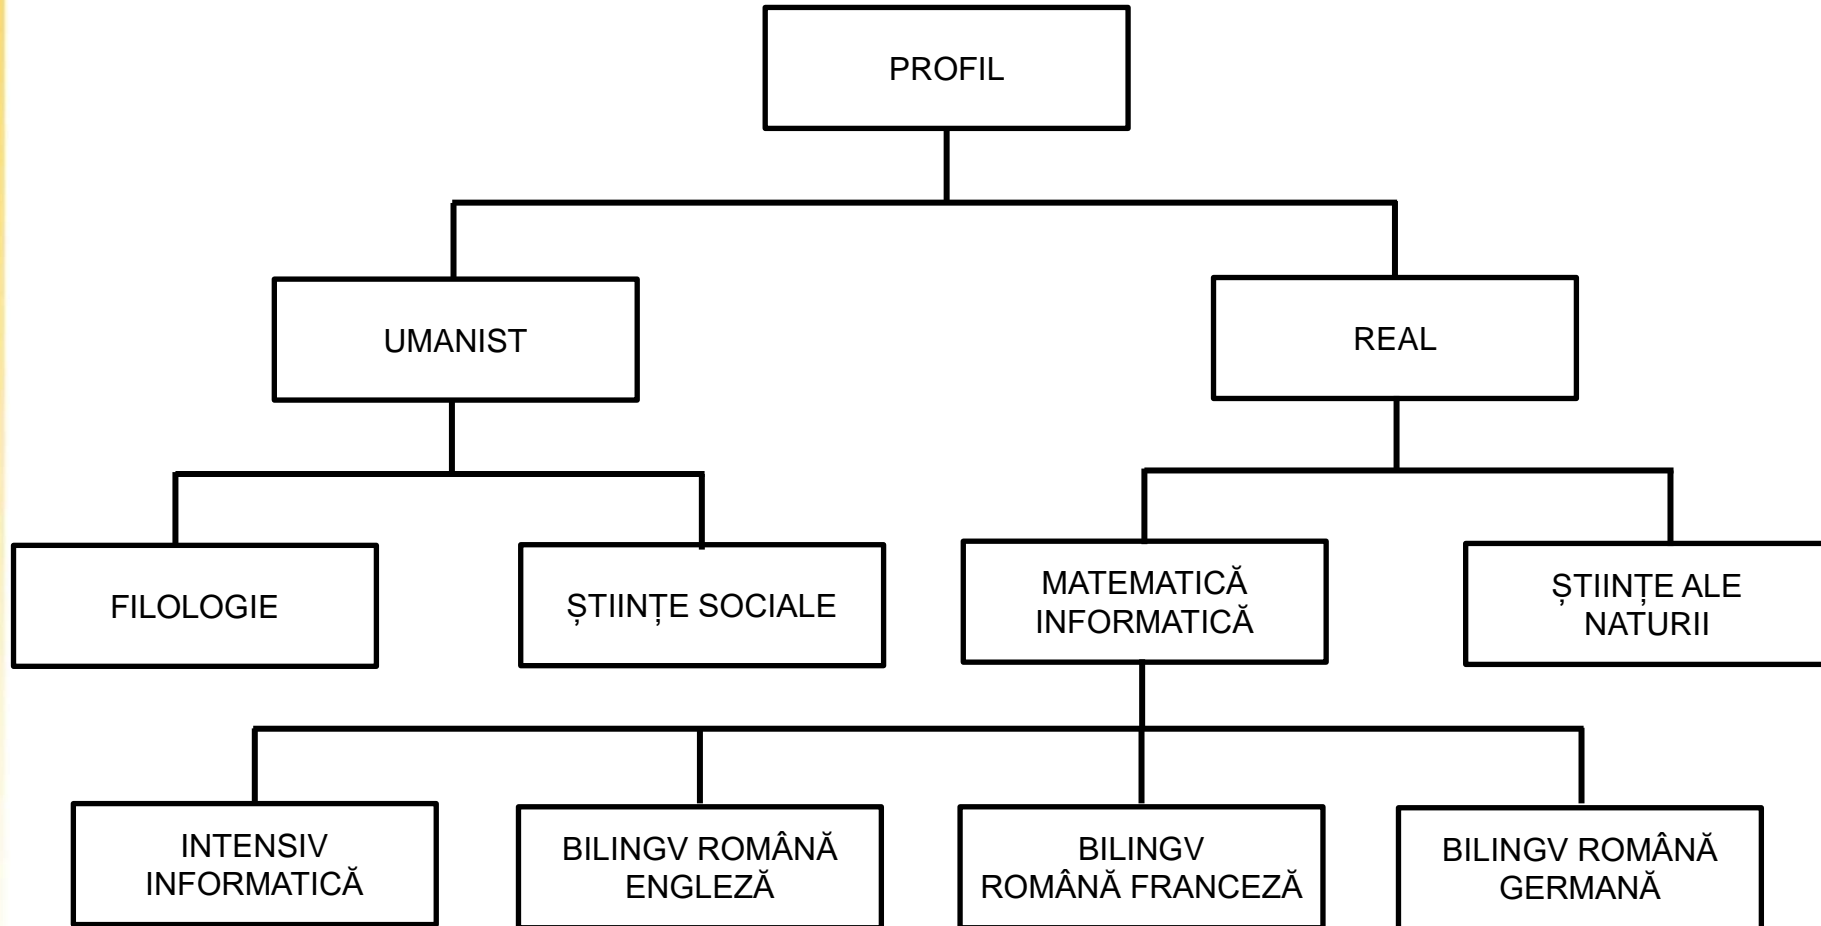 PROFIL
UMANIST
REAL
FILOLOGIE
ȘTIINȚE SOCIALE
MATEMATICĂ
INFORMATICĂ
ȘTIINȚE ALE
NATURII
INTENSIV
INFORMATICĂ
BILINGV ROMÂNĂ
ENGLEZĂ
BILINGV
ROMÂNĂ FRANCEZĂ
BILINGV ROMÂNĂ
GERMANĂ